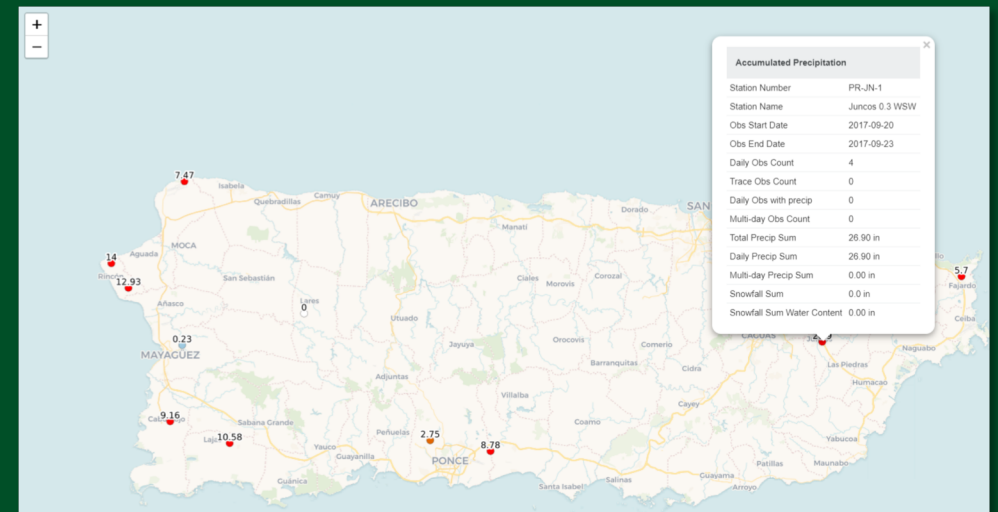 +
−
×
Accumulated Precipitation
Station Number PR-JN-1
Station Name Juncos 0.3 WSW
Obs Start Date 2017-09-20
Obs End Date 2017-09-23
Daily Obs Count 4
Trace Obs Count 0
Daily Obs with precip 0
Multi-day Obs Count 0
Total Precip Sum 26.90 in
Daily Precip Sum 26.90 in
Multi-day Precip Sum 0.00 in
Snowfall Sum 0.0 in
Snowfall Sum Water Content 0.00 in
7.47
Isabela
Quebradillas
Camuy
ARECIBO
Dorado
SAN
Manatí
MOCA
Aguada
14
Rincón
12.93
San Sebastián
Ciales
Morovis
Corozal
5.7
Fajardo
Añasco
Lares
0
Utuado
Ceiba
0.23
MAYAGÜEZ
Jayuya
Orocovis
Comerío
CAGUAS
Naguabo
Barranquitas
Cidra
Las Piedras
Adjuntas
Humacao
Villalba
Cayey
9.16
Sabana Grande
Coamo
10.58
Yauco
Peñuelas
2.75
8.78
Yabucoa
Guayanilla
PONCE
Patillas
Maunabo
Guánica
Santa Isabel
Salinas
Guayama
Arroyo